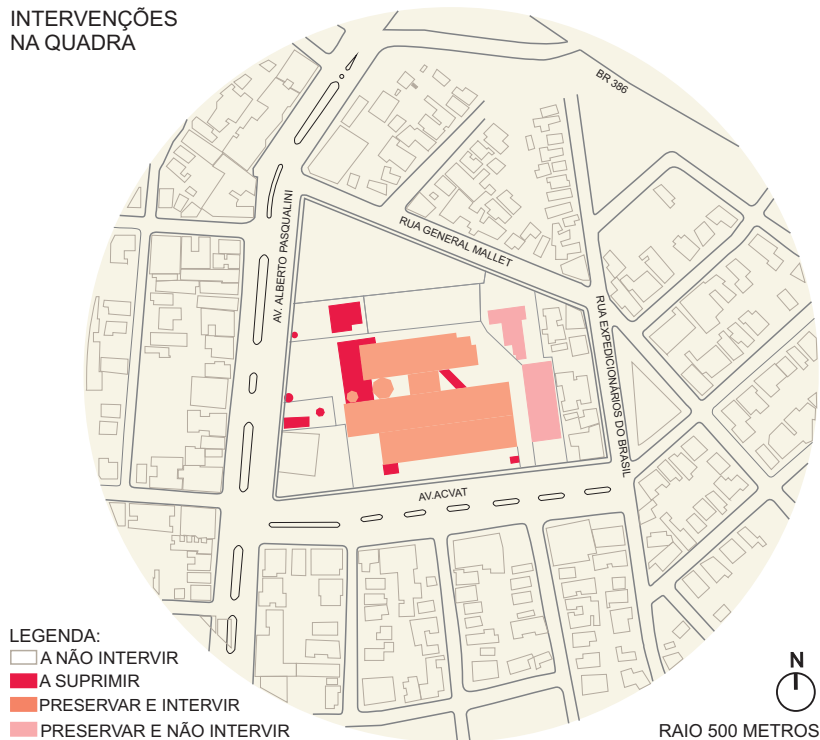 INTERVENÇÕES
NA QUADRA
BR 386
AV. ALBERTO PASQUALINI
RUA GENERAL MALLET
RUA EXPEDICIONÁRIOS DO BRASIL
AV.ACVAT
LEGENDA:
A NÃO INTERVIR
A SUPRIMIR
PRESERVAR E INTERVIR
PRESERVAR E NÃO INTERVIR
N
RAIO 500 METROS